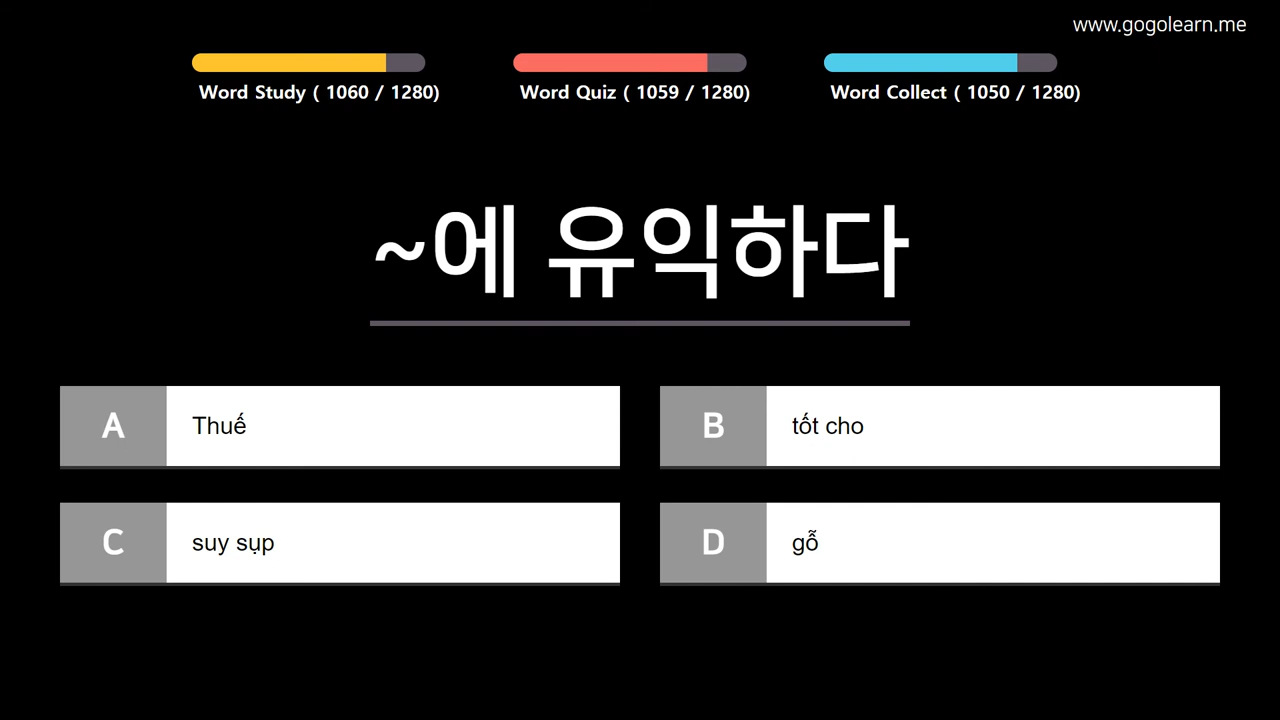 www.gogolearn.me
Word Study ( 1060 / 1280)
Word Quiz ( 1059 / 1280)
Word Collect ( 1050 / 1280)
~에 유익하다
A Thuế
B tốt cho
C suy sụp
D gỗ